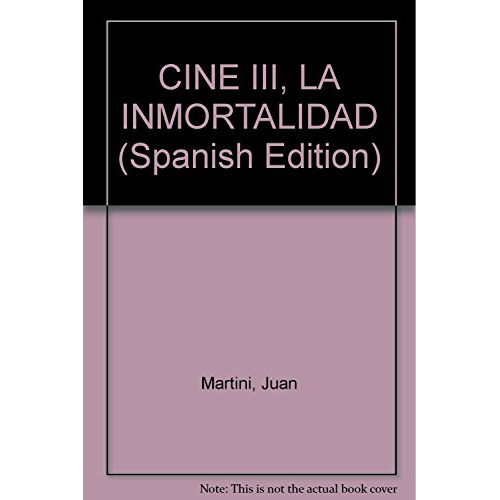 CINE III, LA
INMORTALIDAD
(Spanish Edition)
Martini, Juan
Note: This is not the actual book cover